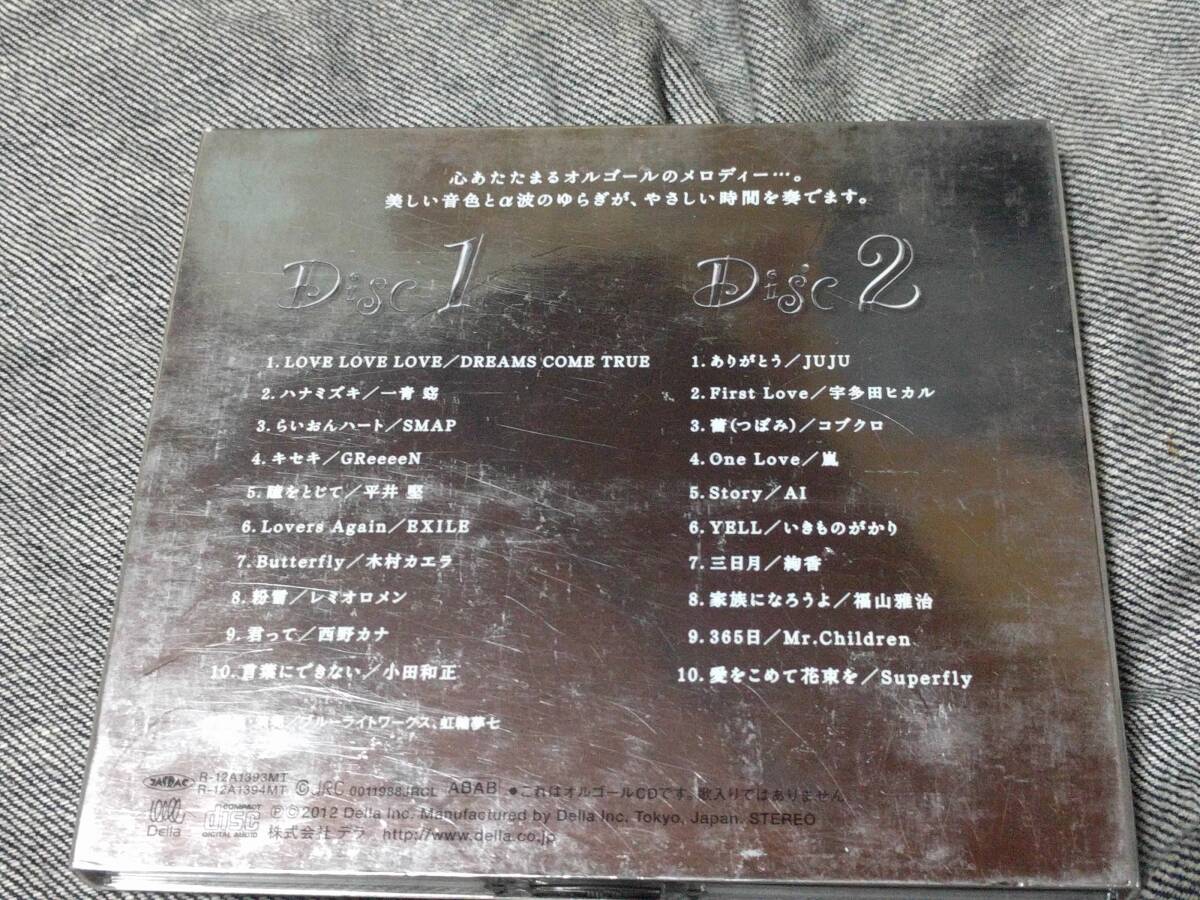 心あたたまるオルゴールのメロディー…。
美しい音色とα波のゆらぎが、やさしい時間を奏でます。
Disc 1
1. LOVE LOVE LOVE／DREAMS COME TRUE
2. ハナミズキ／一青 窈
3. らいおんハート／SMAP
4. キセキ／GReeeeN
5. 瞳をとじて／平井 堅
6. Lovers Again／EXILE
7. Butterfly／木村カエラ
8. 粉雪／レミオロメン
9. 君って／西野カナ
10. 言葉にできない／小田和正
Disc 2
1. ありがとう／JUJU
2. First Love／宇多田ヒカル
3.蕾(つぼみ)／コブクロ
4. One Love／嵐
5. Story／AI
6. YELL／いきものがかり
7. 三日月／絢香
8. 家族になろうよ／福山雅治
9. 365日／Mr.Children
10. 愛をこめて花束を／Superfly
／ブルーライトワークス、虹輪夢七
JASRAC R-12A1393MT
R-12A1394MT
©JRC 0011988JRCL ABAB ●これはオルゴールCDです。歌入りではありません
Della COMPACT disc DIGITAL AUDIO
Ⓟ©2012 Della Inc. Manufactured by Della Inc. Tokyo, Japan. STEREO
株式会社 デラ http://www.della.co.jp